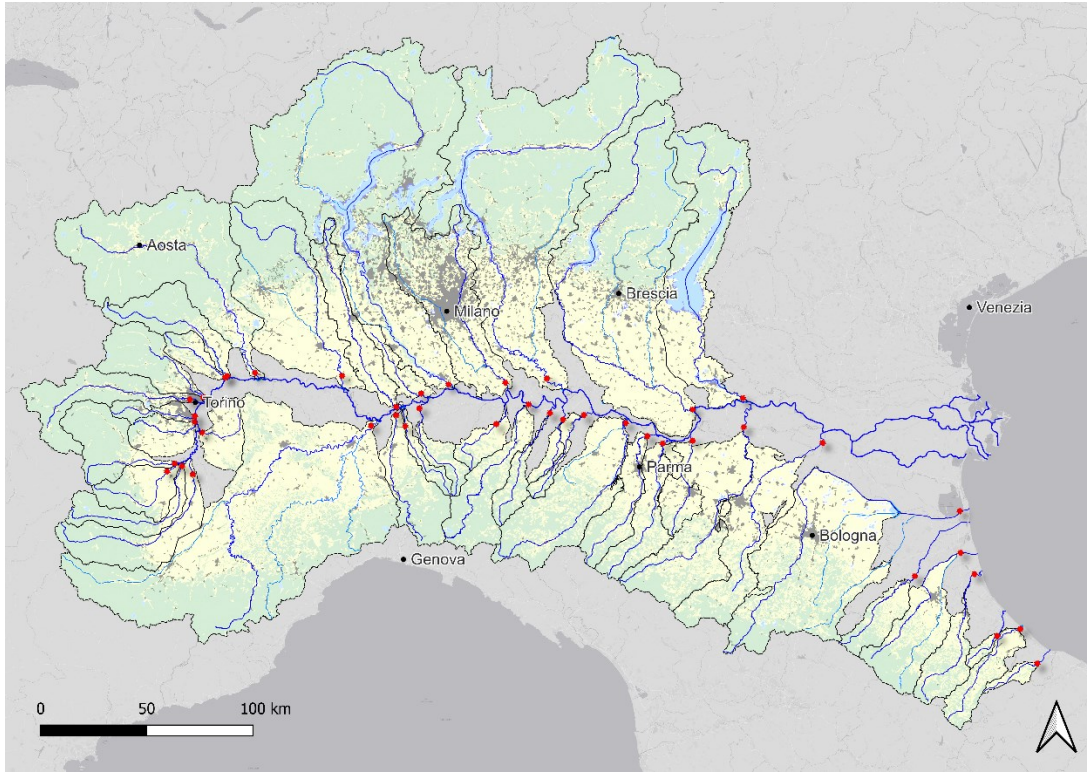 Aosta
Brescia
Venezia
Milano
Torino
Parma
Bologna
Genova
0 50 100 km